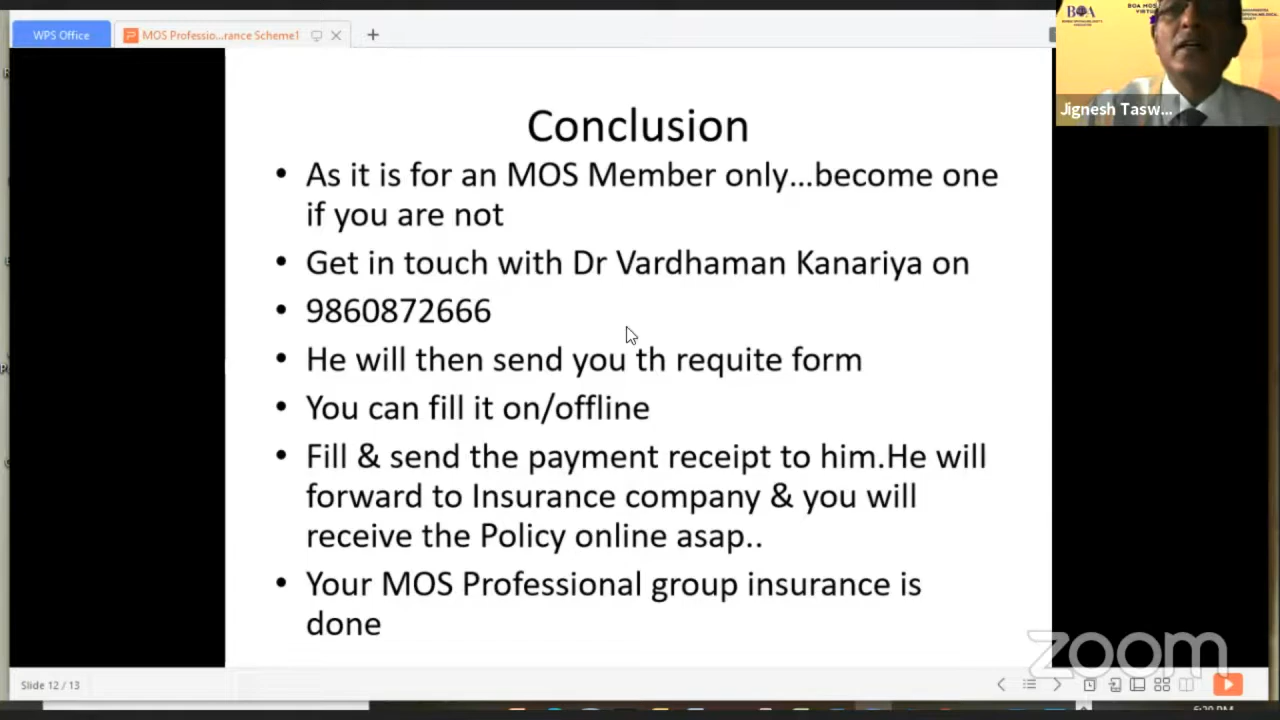 WPS Office
MOS Professio...rance Scheme1
BOA
BOA MOS
VIRTU
Jignesh Tasw...
Conclusion
• As it is for an MOS Member only...become one
if you are not
• Get in touch with Dr Vardhaman Kanariya on
• 9860872666
• He will then send you th requite form
• You can fill it on/offline
• Fill & send the payment receipt to him.He will
forward to Insurance company & you will
receive the Policy online asap..
• Your MOS Professional group insurance is
done
zoom
Slide 12 / 13